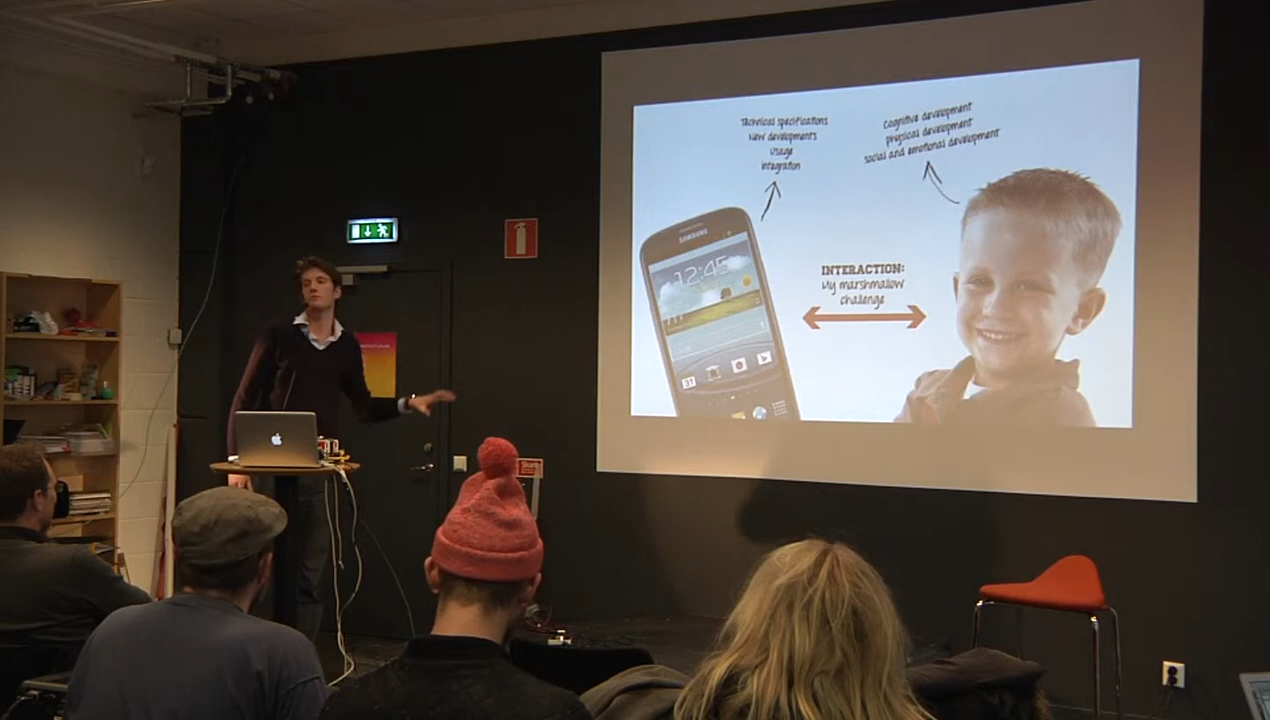 Technical specifications
New developments
Usage
integration
Cognitive development
physical development
social and emotional development
SAMSUNG
12:45
INTERACTION:
My marshmallow
challenge
31